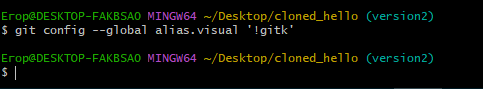 Erop@DESKTOP-FAKBSAO MINGW64 ~/Desktop/cloned_hello (version2)
$ git config --global alias.visual '!gitk'
Erop@DESKTOP-FAKBSAO MINGW64 ~/Desktop/cloned_hello (version2)
$